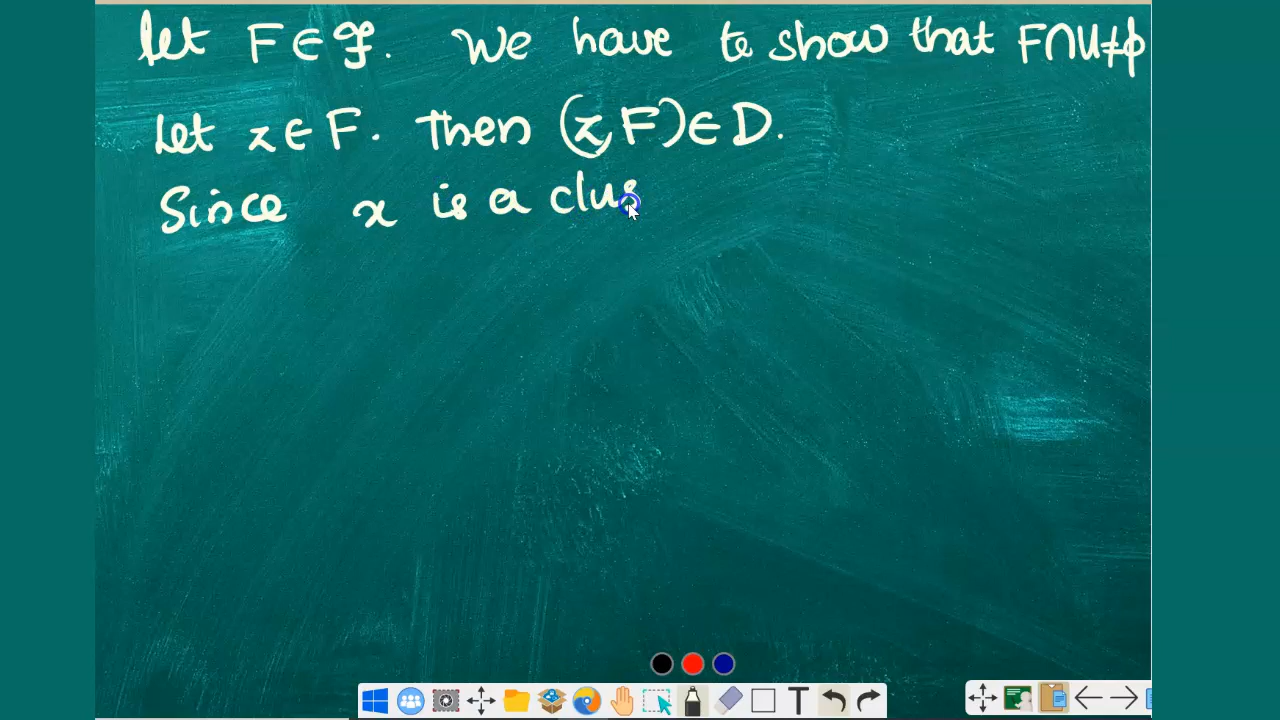 let F ∈ ℱ. We have to show that F∩U≠ϕ
Let z ∈ F. Then (z, F) ∈ D.
Since x is a clus